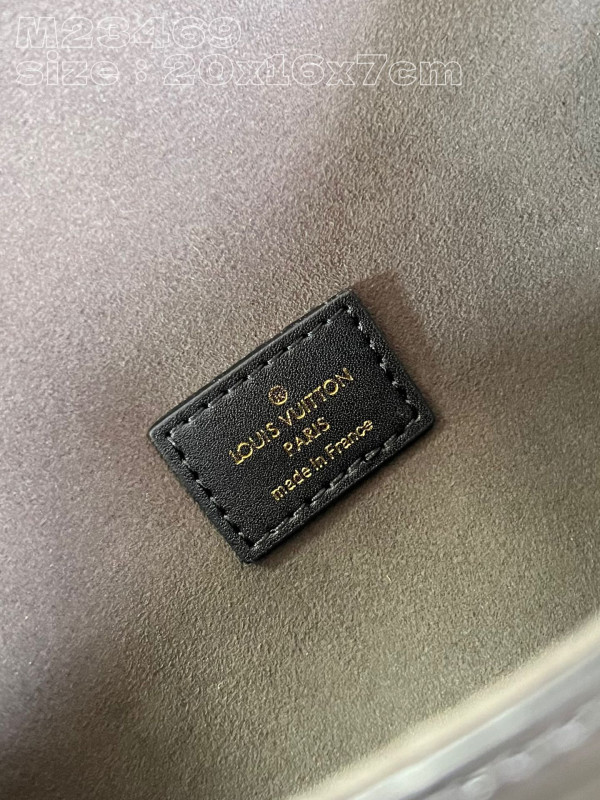 M23469
size : 20x16x7cm
®
LOUIS VUITTON
PARIS
made in France